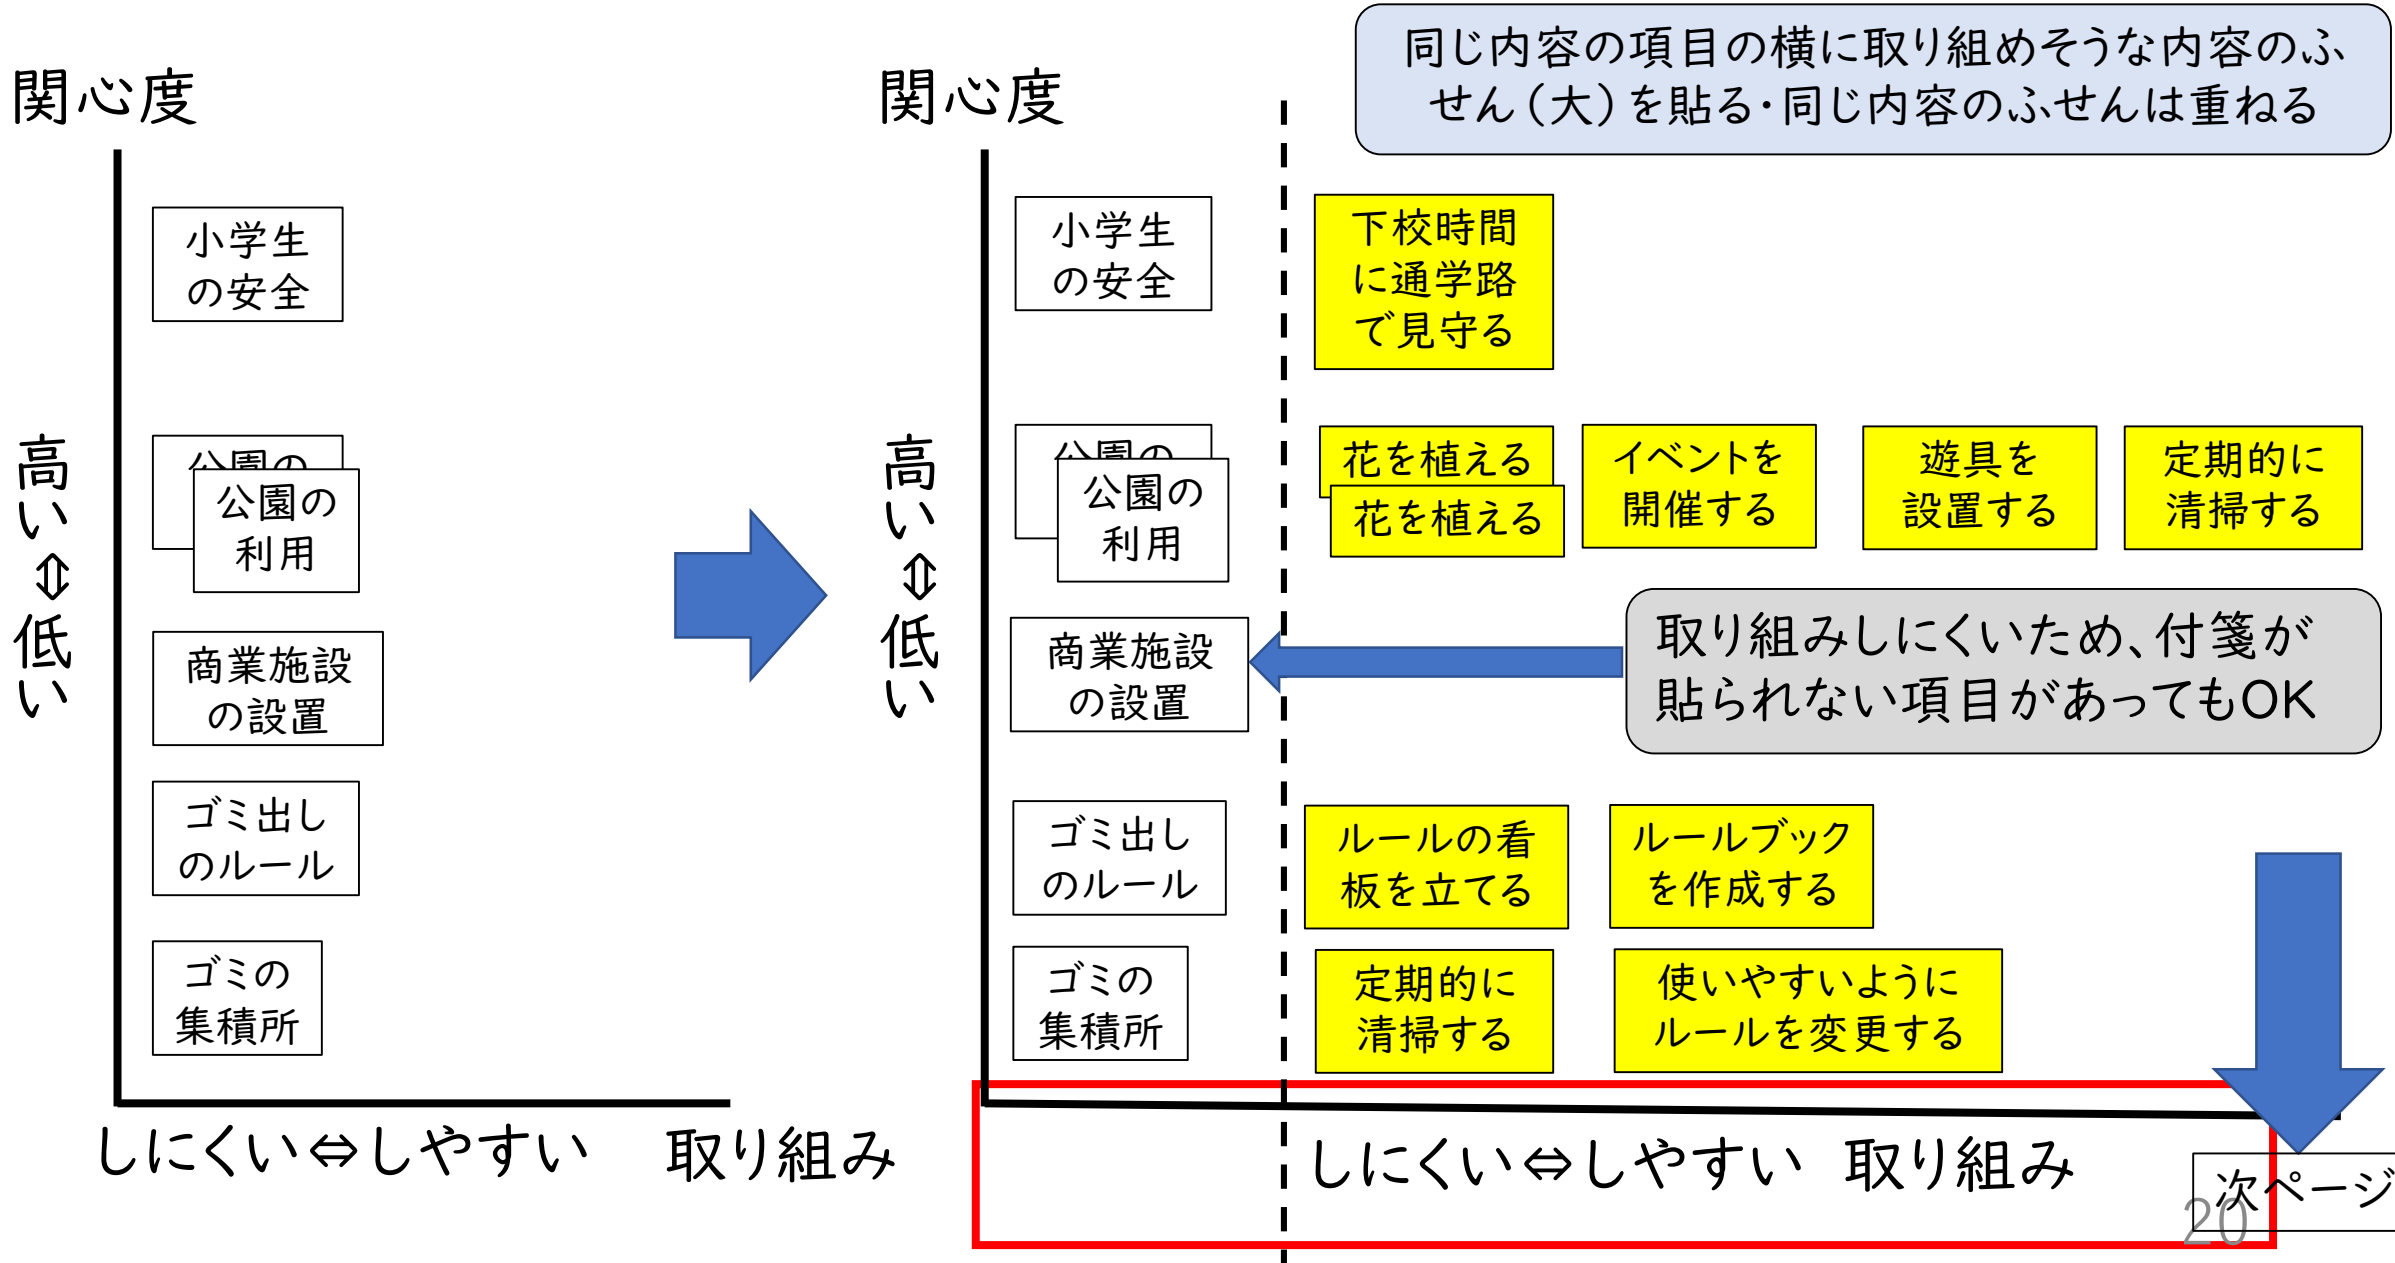 同じ内容の項目の横に取り組めそうな内容のふ
せん（大）を貼る・同じ内容のふせんは重ねる
関心度
高い⇔低い
小学生
の安全
公園の
公園の
利用
商業施設
の設置
ゴミ出し
のルール
ゴミの
集積所
しにくい⇔しやすい
取り組み
関心度
高い⇔低い
小学生
の安全
下校時間
に通学路
で見守る
公園の
公園の
利用
花を植える
花を植える
イベントを
開催する
遊具を
設置する
定期的に
清掃する
商業施設
の設置
取り組みしにくいため、付箋が
貼られない項目があってもOK
ゴミ出し
のルール
ルールの看
板を立てる
ルールブック
を作成する
ゴミの
集積所
定期的に
清掃する
使いやすいように
ルールを変更する
しにくい⇔しやすい 取り組み
次ページ
20